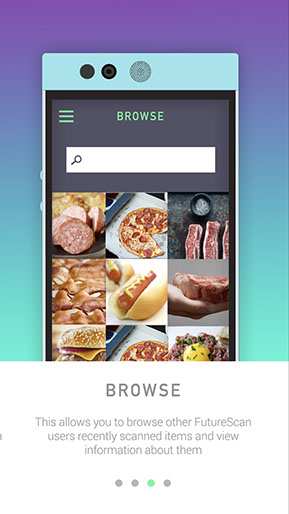 BROWSE
BROWSE
This allows you to browse other FutureScan
users recently scanned items and view
information about them